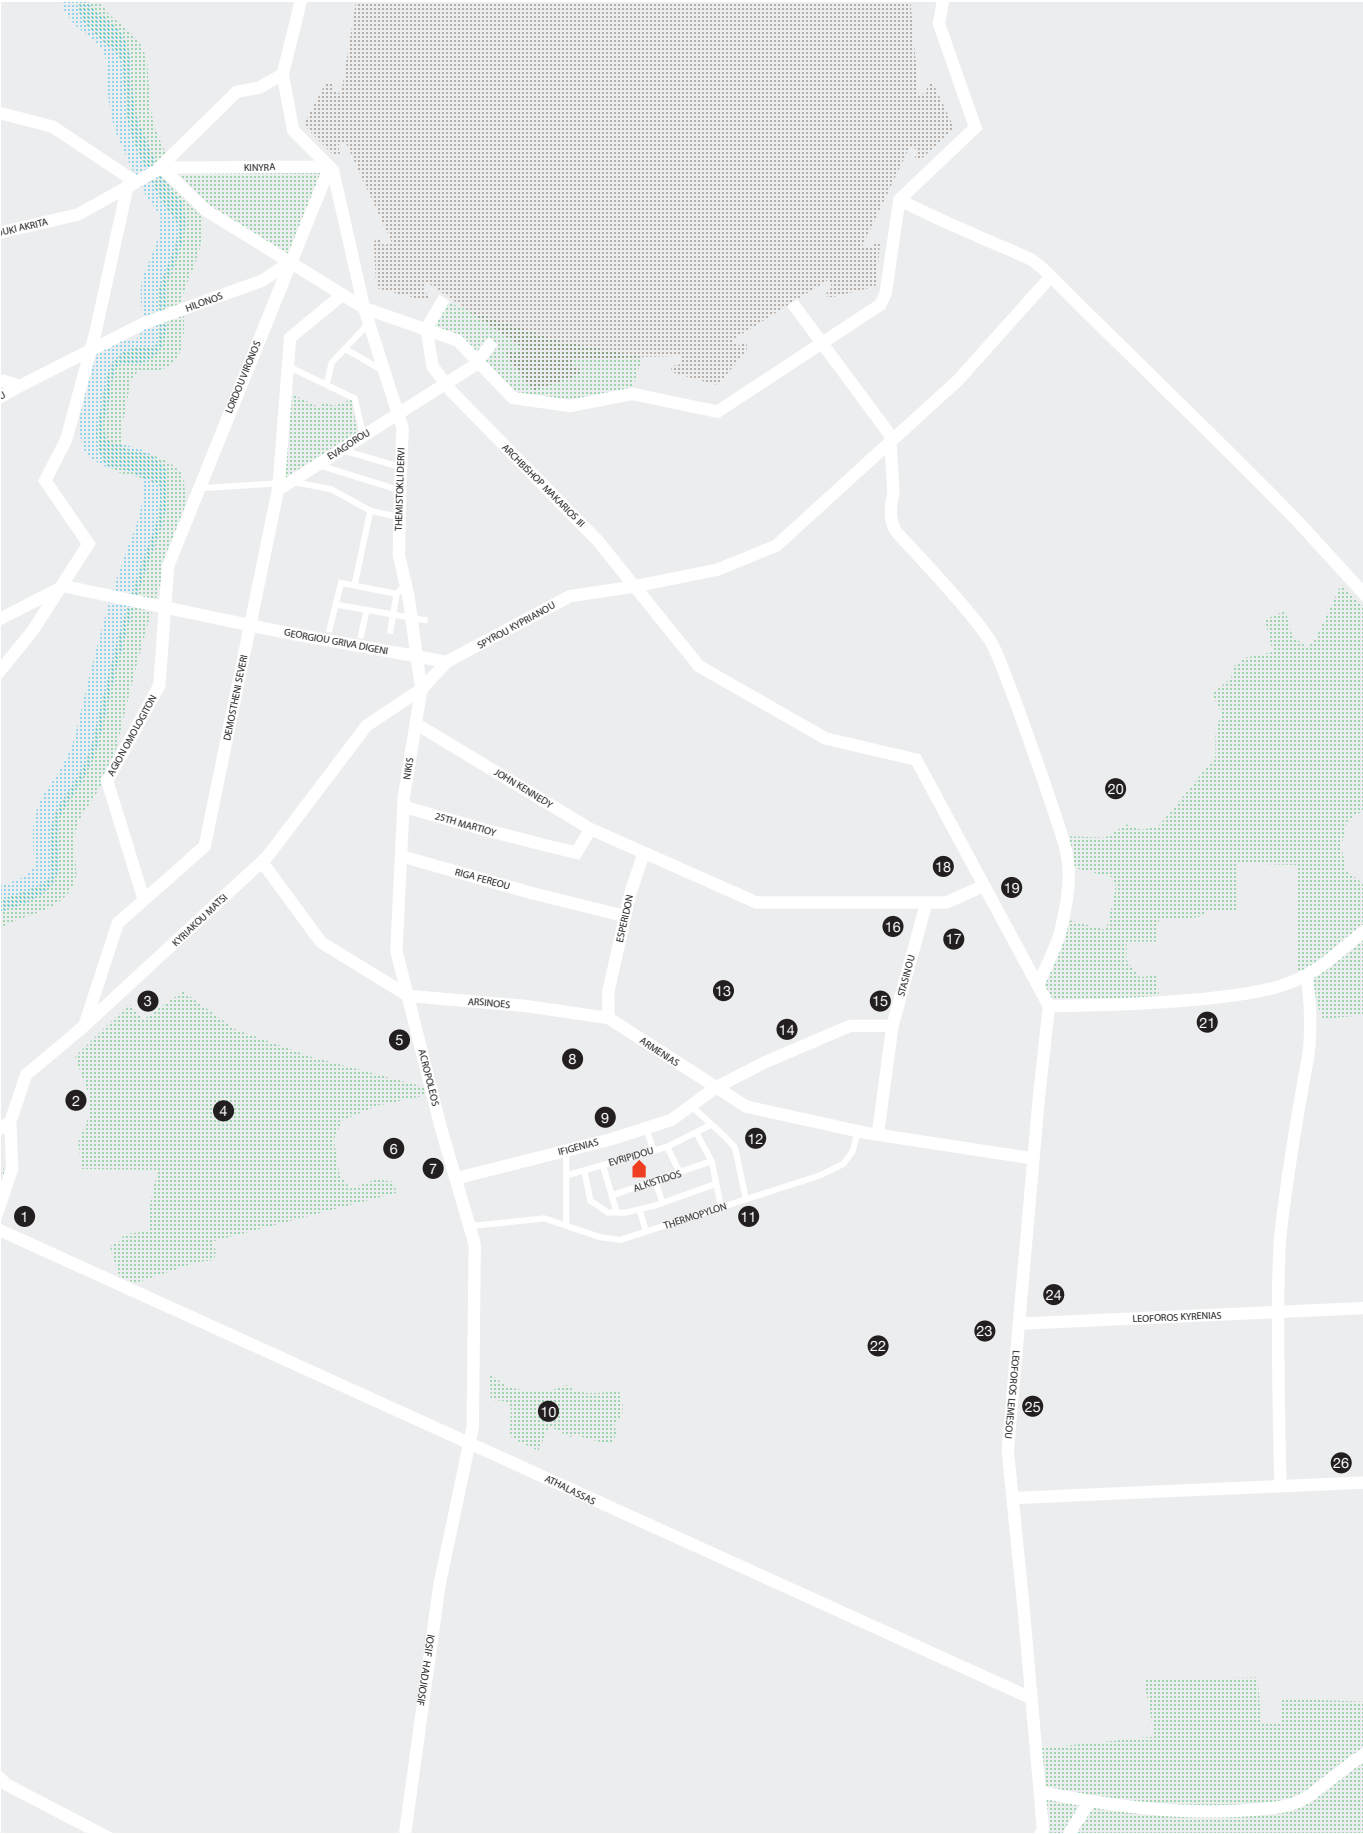 KINYRA
OUKI AKRITA
HILONOS
U
LORDOU VIRONOS
EVAGOROU
THEMISTOKLI DERVI
ARCHBISHOP MAKARIOS III
SPYROU KYPRIANOU
GEORGIOU GRIVA DIGENI
DEMOSTHENI SEVERI
AGION OMOLOGITON
NIKIS
JOHN KENNEDY
25TH MARTIOY
RIGA FEREOU
20
18
19
KYRIAKOU MATSI
ESPERIDON
16
17
STASINOU
13
3
ARSINOES
15
14
21
5
ARMENIAS
8
ACROPOLEOS
2
4
9
12
6
IFIGENIAS
EVRIPIDOU
7
ALKISTIDOS
1
THERMOPYLON
11
24
LEOFOROS KYRENIAS
23
22
LEOFOROS LEMESOU
25
10
26
ATHALASSAS
IOSIF HADJIOSIF